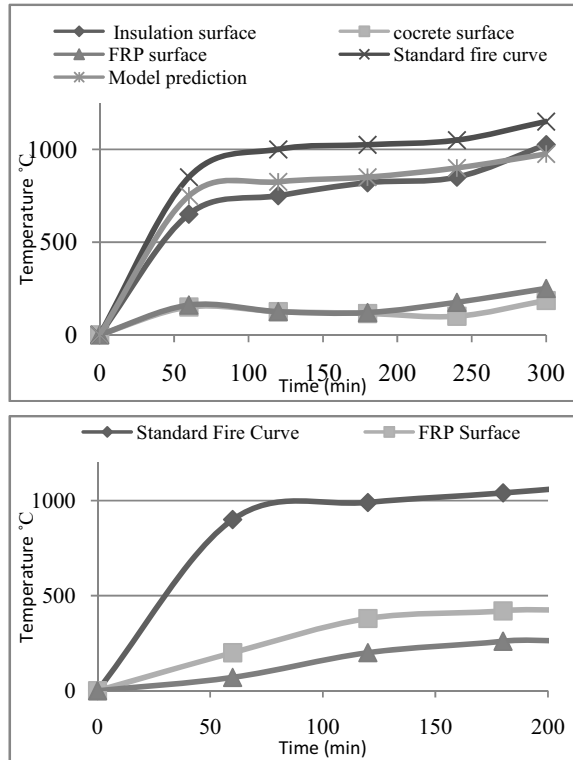 Insulation surface cocrete surface
FRP surface Standard fire curve
Model prediction
Temperature °C
1000
500
0
0 50 100 150 200 250 300
Time (min)
Standard Fire Curve FRP Surface
Temperature °C
1000
500
0
0 50 100 150 200
Time (min)